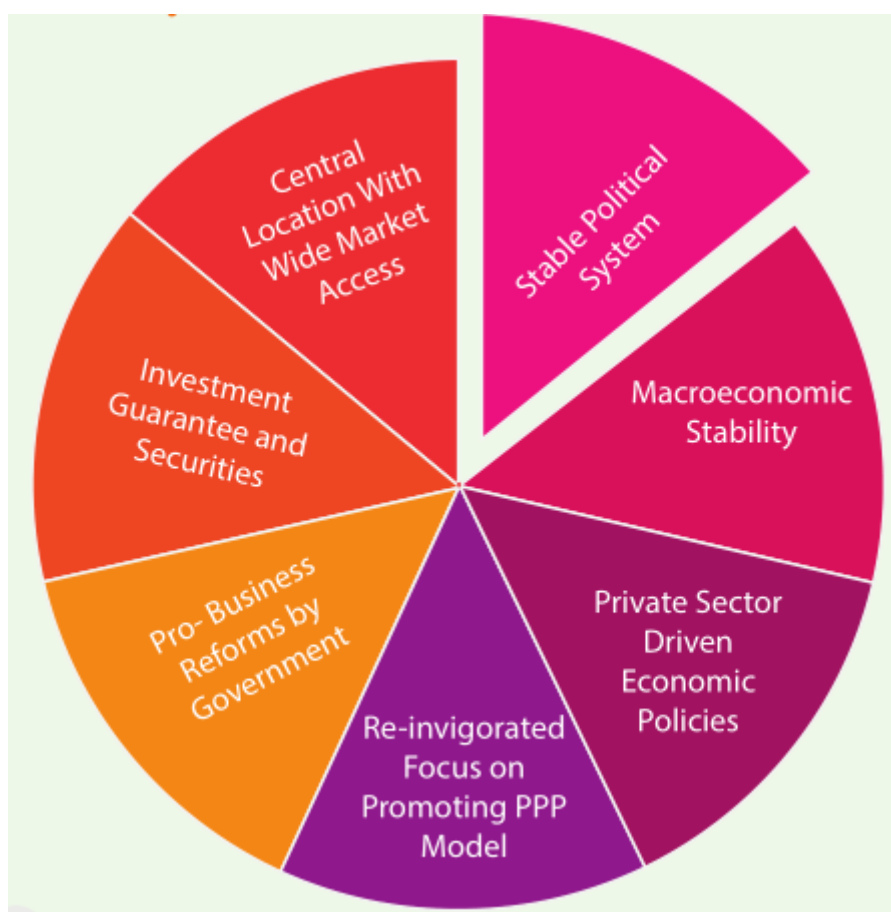 Stable Political
System
Macroeconomic
Stability
Private Sector
Driven
Economic
Policies
Re-invigorated
Focus on
Promoting PPP
Model
Pro- Business
Reforms by
Government
Investment
Guarantee and
Securities
Central
Location With
Wide Market
Access